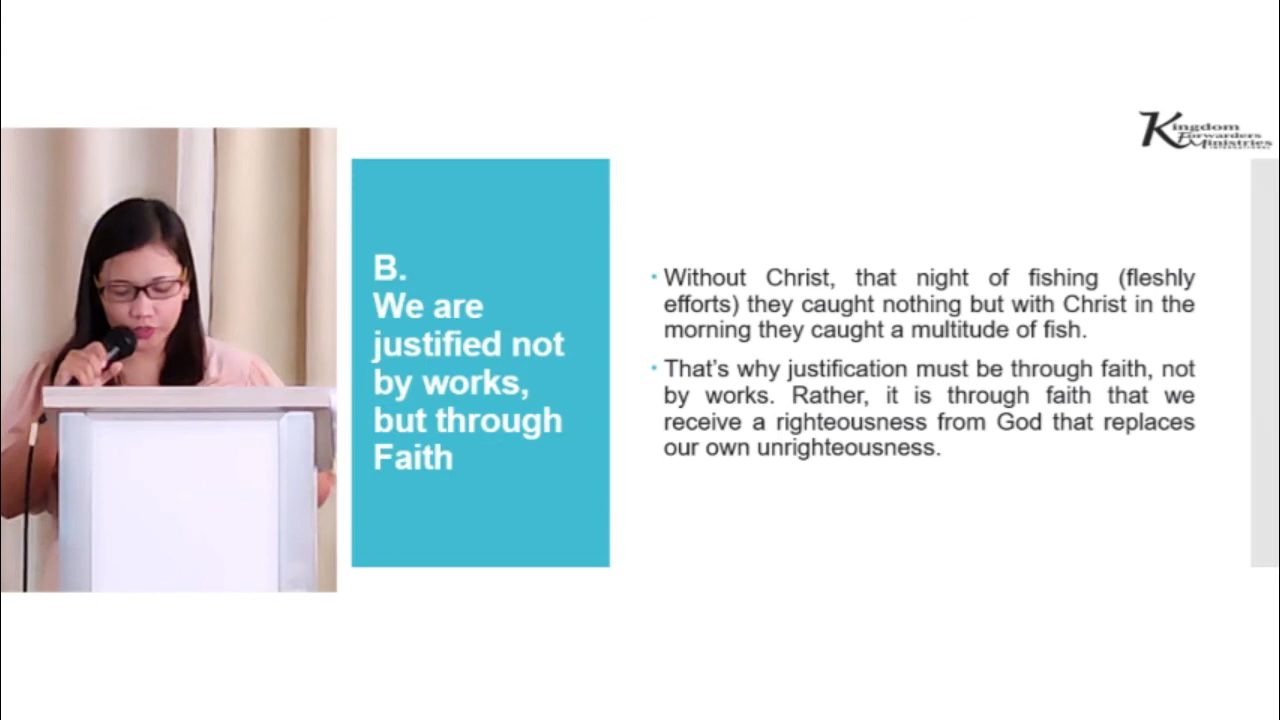 Kingdom
Forwarders
Ministries
INTERNATIONAL
B.
We are
justified not
by works,
but through
Faith
Without Christ, that night of fishing (fleshly
efforts) they caught nothing but with Christ in the
morning they caught a multitude of fish.
That’s why justification must be through faith, not
by works. Rather, it is through faith that we
receive a righteousness from God that replaces
our own unrighteousness.